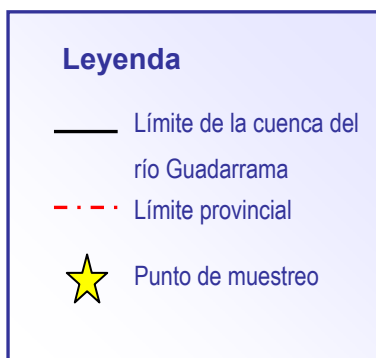 Leyenda
Límite de la cuenca del
río Guadarrama
Límite provincial
Punto de muestreo